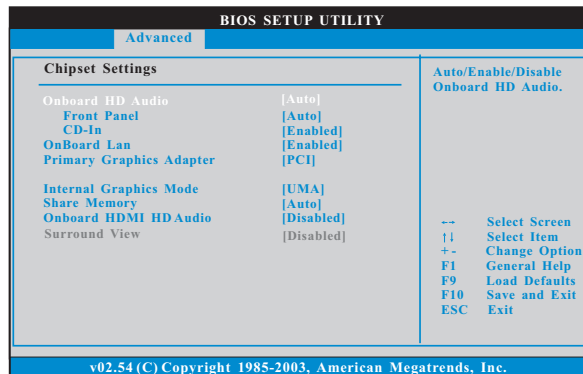 BIOS SETUP UTILITY
Advanced
Chipset Settings
Onboard HD Audio [Auto]
Front Panel [Auto]
CD-In [Enabled]
OnBoard Lan [Enabled]
Primary Graphics Adapter [PCI]
Internal Graphics Mode [UMA]
Share Memory [Auto]
Onboard HDMI HD Audio [Disabled]
Surround View [Disabled]
Auto/Enable/Disable
Onboard HD Audio.
←→ Select Screen
↑↓ Select Item
+ - Change Option
F1 General Help
F9 Load Defaults
F10 Save and Exit
ESC Exit
v02.54 (C) Copyright 1985-2003, American Megatrends, Inc.